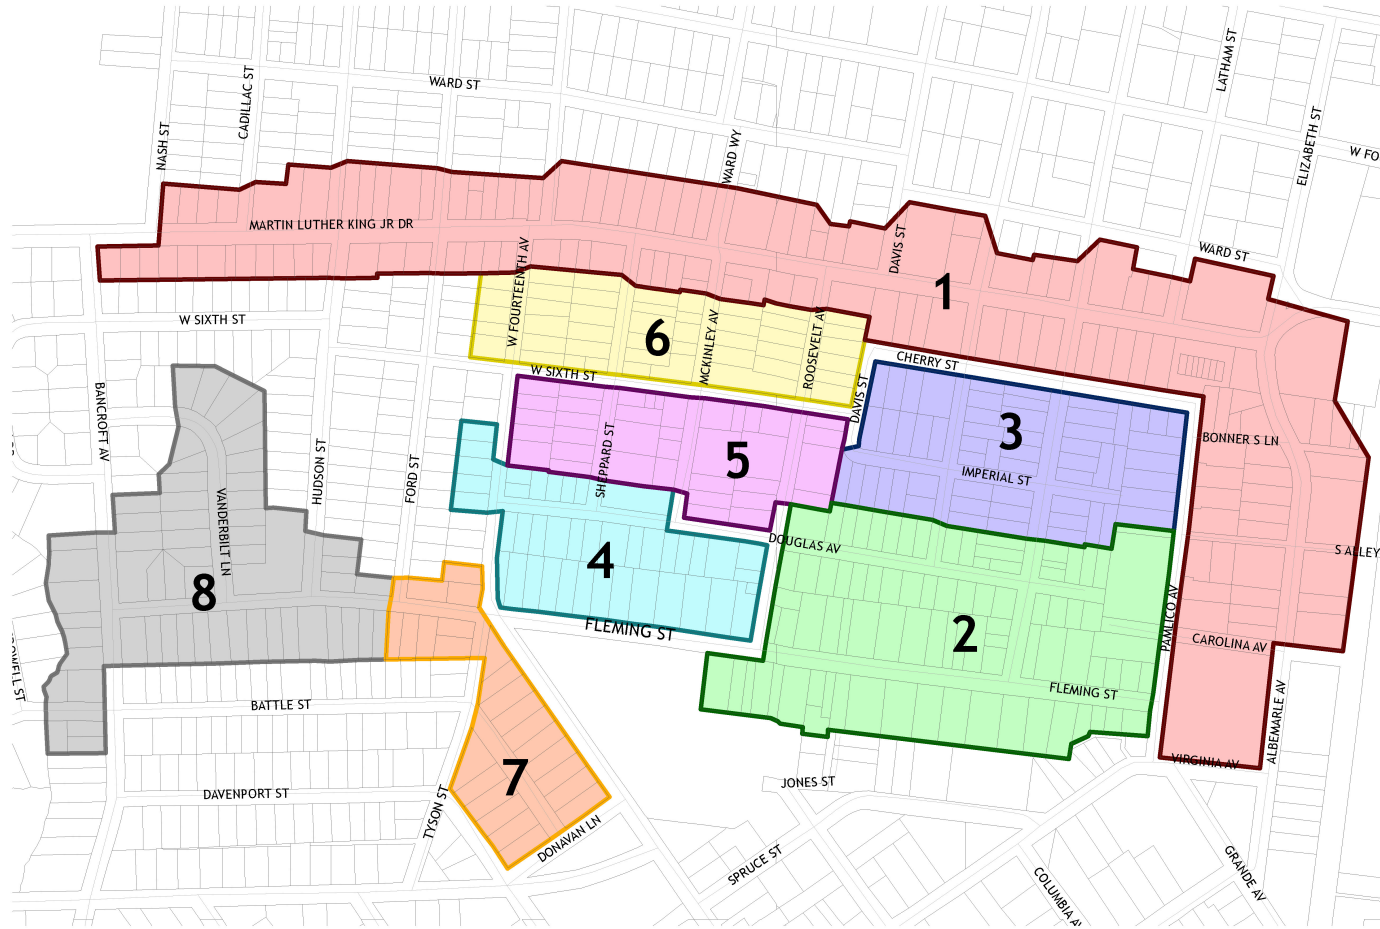 LATHAM ST
CADILLAC ST
WARD ST
NASH ST
ELIZABETH ST
WARD WY
W FO
MARTIN LUTHER KING JR DR
DAVIS ST
WARD ST
W FOURTEENTH AV
1
W SIXTH ST
6
MCKINLEY AV
ROOSEVELT AV
CHERRY ST
W SIXTH ST
DAVIS ST
BANCROFT AV
3
BONNER S LN
SHEPPARD ST
5
HUDSON ST
FORD ST
IMPERIAL ST
VANDERBILT LN
DOUGLAS AV
S ALLEY
4
8
PAMLICO AV
FLEMING ST
2
CAROLINA AV
FLEMING ST
BATTLE ST
ALBEMARLE AV
7
VIRGINIA AV
JONES ST
DAVENPORT ST
TYSON ST
DONAVAN LN
SPRUCE ST
GRANDE AV
COLUMBIA AV